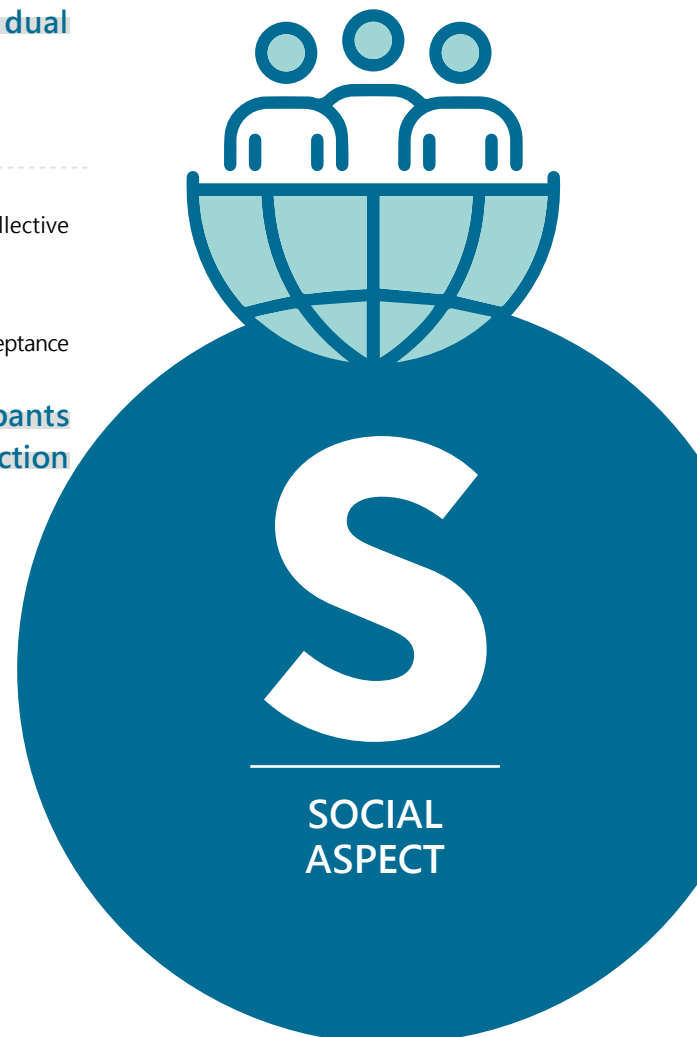 dual
llective
eptance
pants
ction
S
SOCIAL
ASPECT